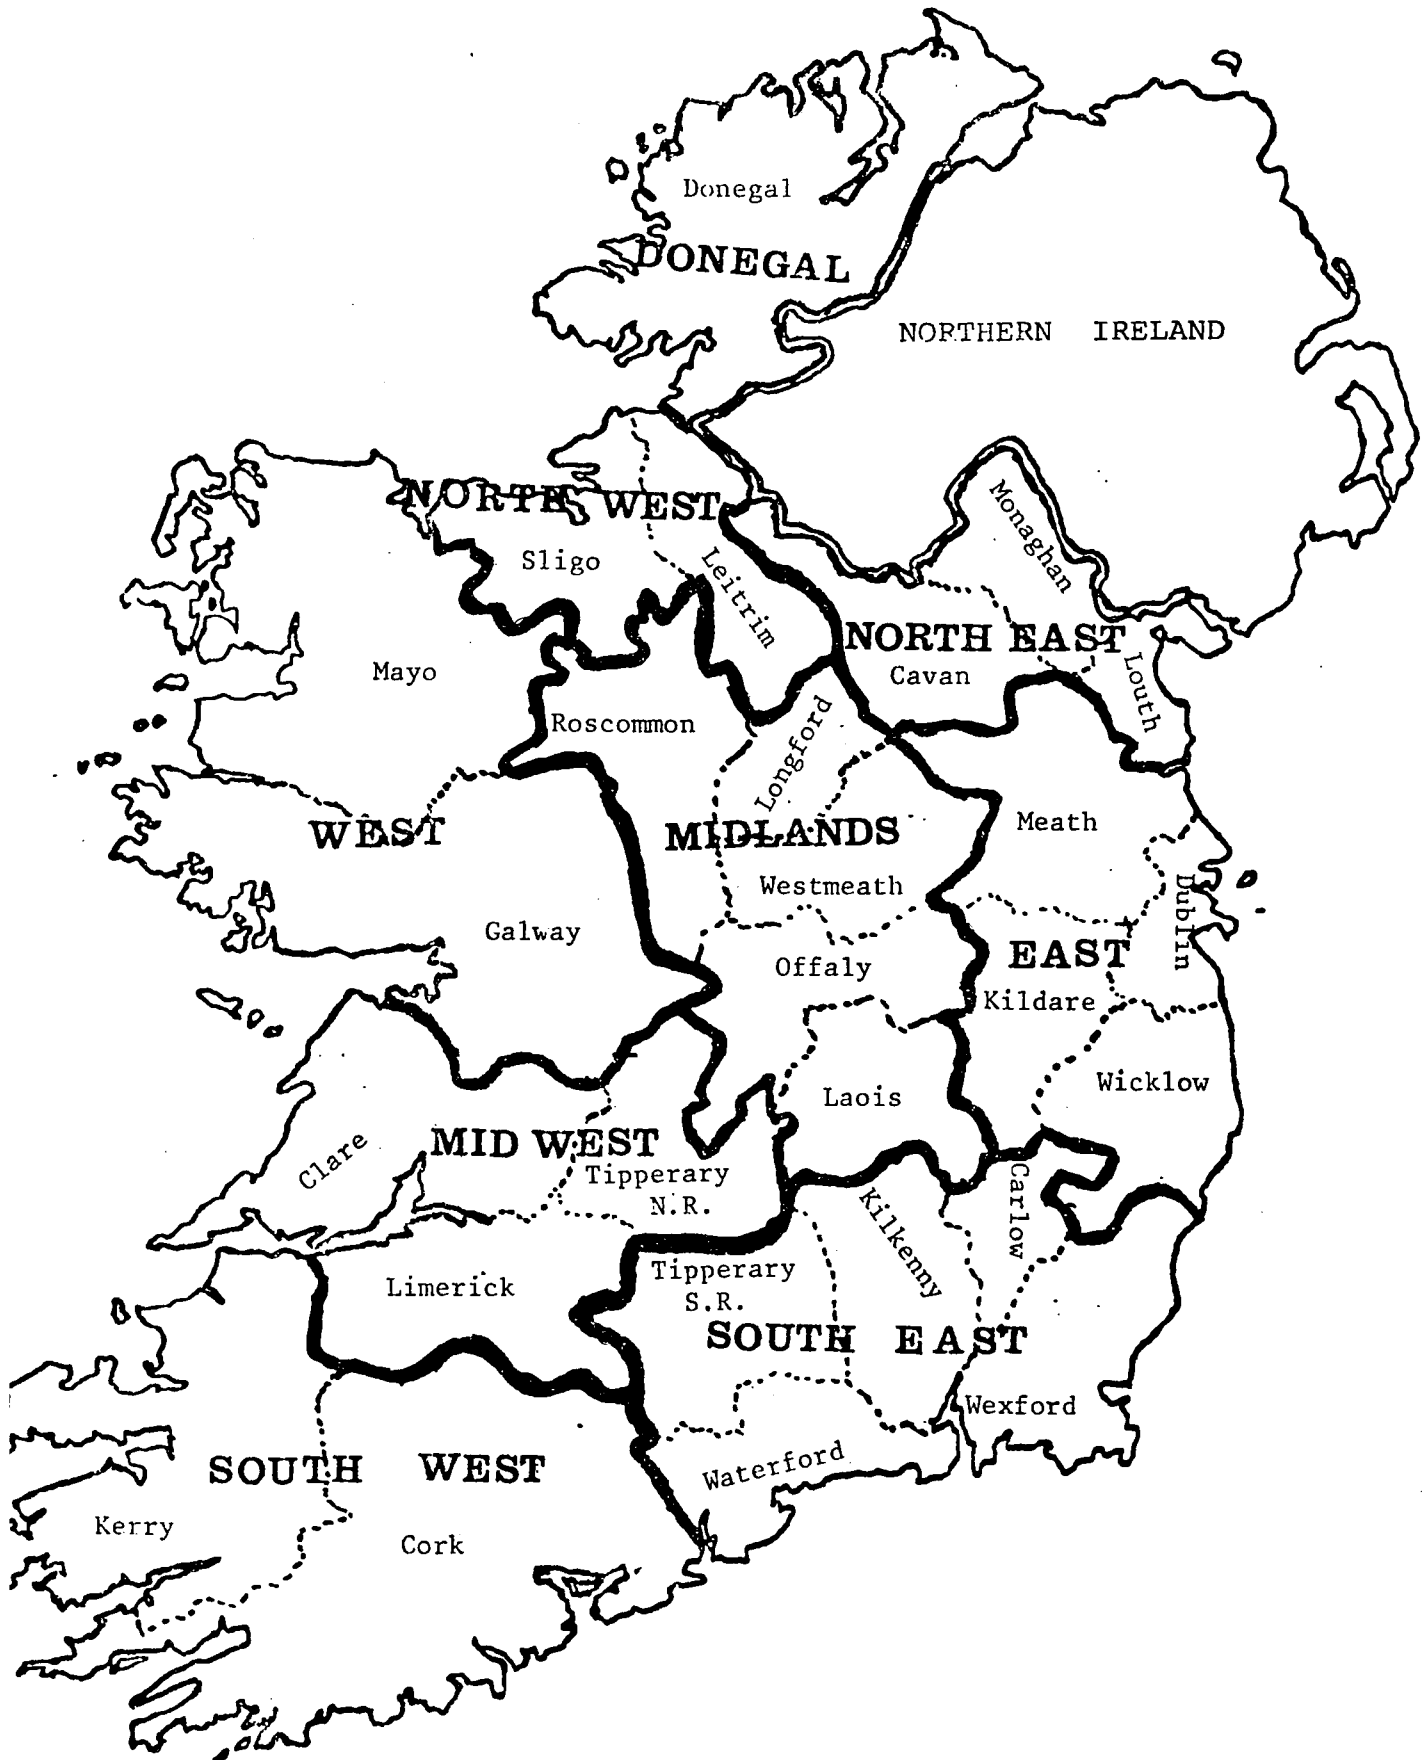 Donegal
DONEGAL
NORTHERN IRELAND
Monaghan
NORTH WEST
Sligo
Leitrim
NORTH EAST
Cavan
Louth
Mayo
Roscommon
Longford
WEST
MIDLANDS
Meath
Westmeath
Dublin
Galway
Offaly
EAST
Kildare
Laois
Wicklow
Clare
MID WEST
Tipperary
N.R.
Kilkenny
Carlow
Limerick
Tipperary
S.R.
SOUTH EAST
Wexford
Waterford
SOUTH WEST
Kerry
Cork